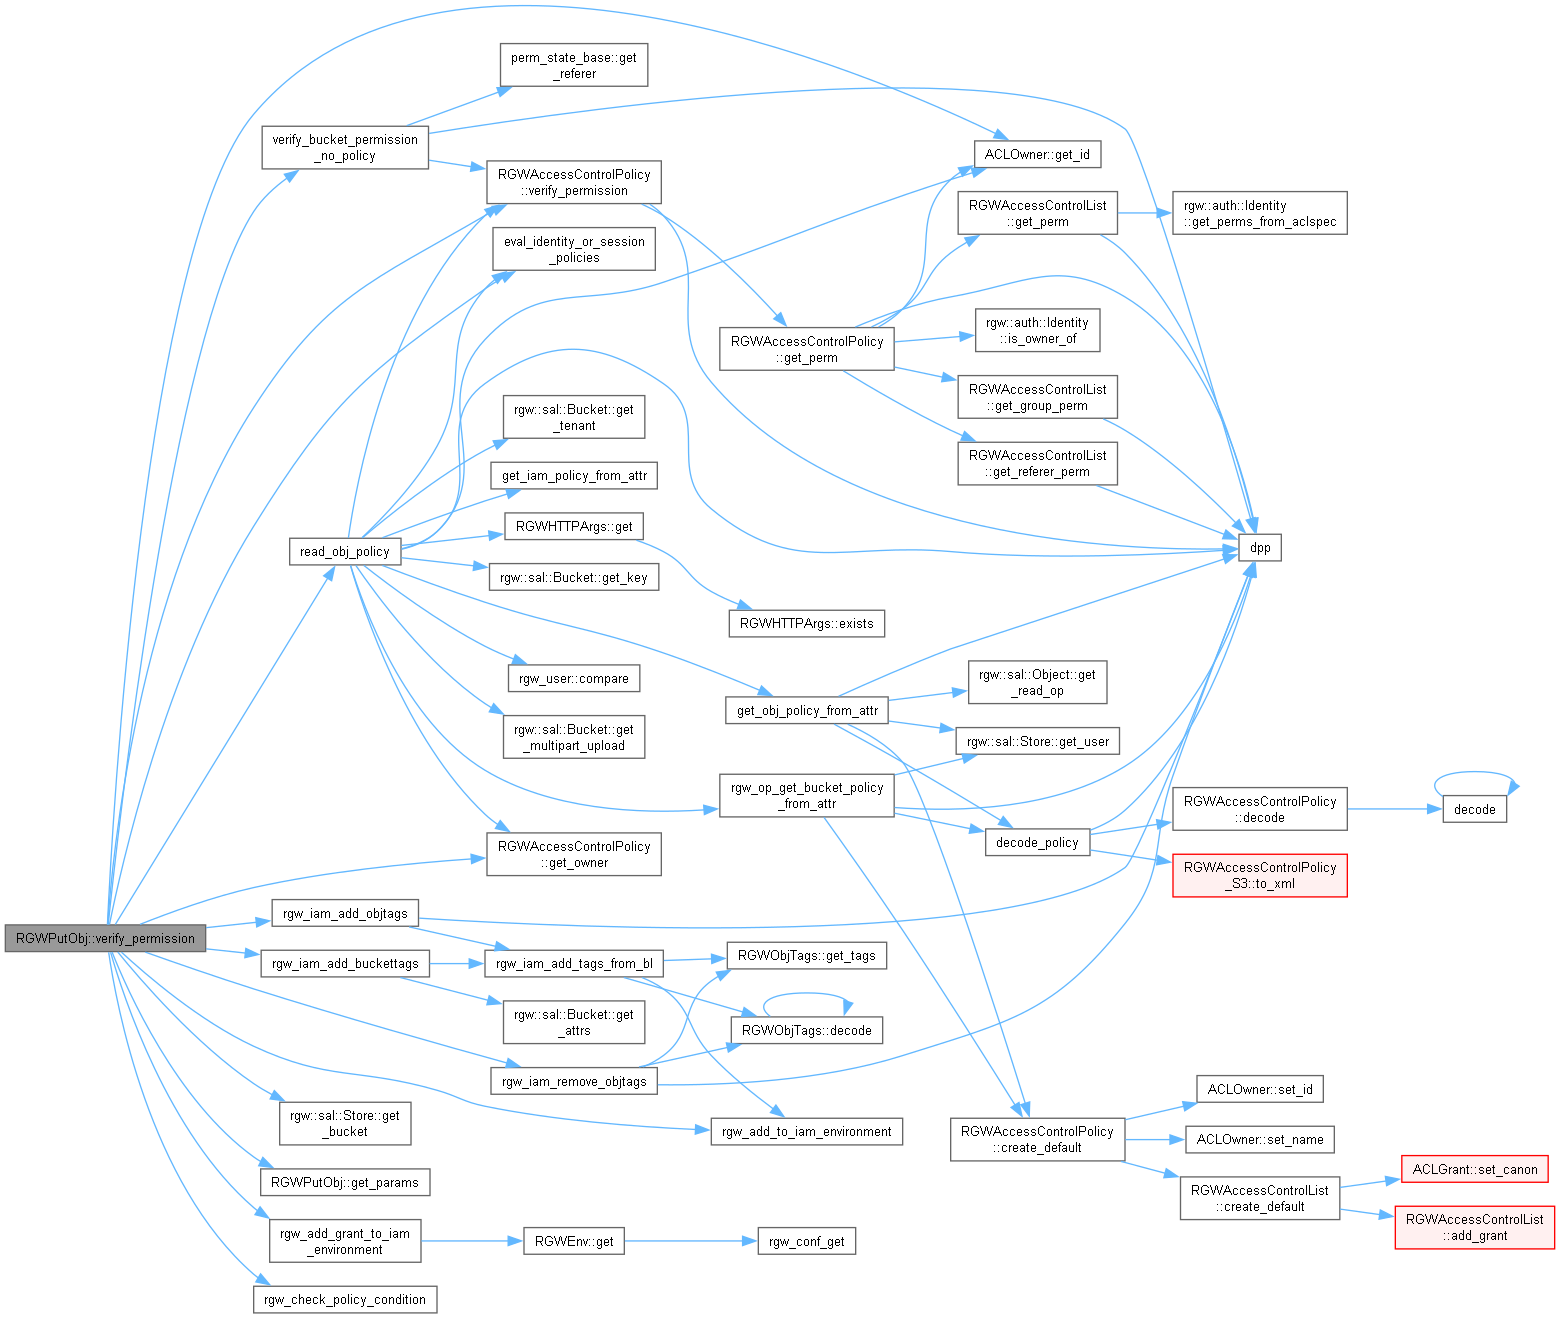 perm_state_base::get
_referer
verify_bucket_permission
_no_policy
ACLOwner::get_id
RGWAccessControlPolicy
::verify_permission
RGWAccessControlList
::get_perm
rgw::auth::Identity
::get_perms_from_aclspec
eval_identity_or_session
_policies
rgw::auth::Identity
::is_owner_of
RGWAccessControlPolicy
::get_perm
RGWAccessControlList
::get_group_perm
rgw::sal::Bucket::get
_tenant
RGWAccessControlList
::get_referer_perm
get_iam_policy_from_attr
RGWHTTPArgs::get
read_obj_policy
dpp
rgw::sal::Bucket::get_key
RGWHTTPArgs::exists
rgw_user::compare
rgw::sal::Object::get
_read_op
get_obj_policy_from_attr
rgw::sal::Bucket::get
_multipart_upload
rgw::sal::Store::get_user
rgw_op_get_bucket_policy
_from_attr
RGWAccessControlPolicy
::decode
decode
decode_policy
RGWAccessControlPolicy
::get_owner
RGWAccessControlPolicy
_S3::to_xml
rgw_iam_add_objtags
RGWPutObj::verify_permission
rgw_iam_add_buckettags
rgw_iam_add_tags_from_bl
RGWObjTags::get_tags
rgw::sal::Bucket::get
_attrs
RGWObjTags::decode
rgw_iam_remove_objtags
ACLOwner::set_id
rgw::sal::Store::get
_bucket
rgw_add_to_iam_environment
RGWAccessControlPolicy
::create_default
ACLOwner::set_name
RGWPutObj::get_params
ACLGrant::set_canon
RGWAccessControlList
::create_default
RGWAccessControlList
::add_grant
rgw_add_grant_to_iam
_environment
RGWEnv::get
rgw_conf_get
rgw_check_policy_condition